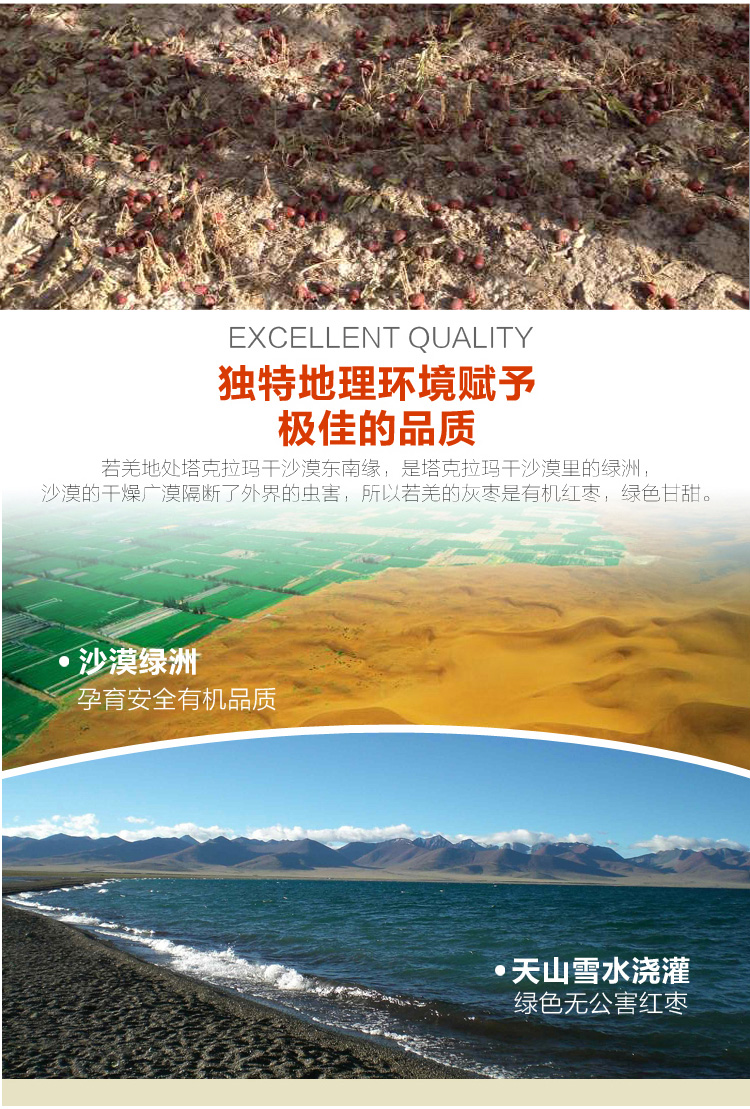 EXCELLENT QUALITY
独特地理环境赋予
极佳的品质
若羌地处塔克拉玛干沙漠东南缘，是塔克拉玛干沙漠里的绿洲，
沙漠的干燥广漠隔断了外界的虫害，所以若羌的灰枣是有机红枣，绿色甘甜。
• 沙漠绿洲
孕育安全有机品质
• 天山雪水浇灌
绿色无公害红枣